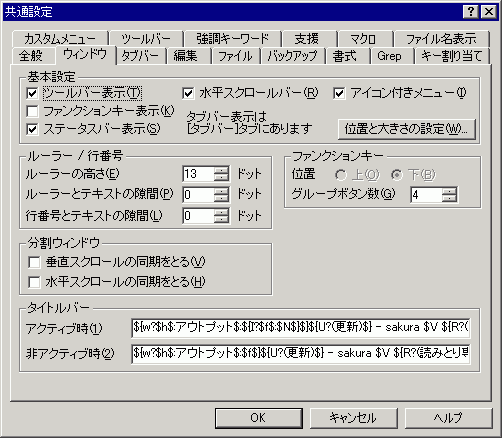 共通設定
カスタムメニュー ツールバー 強調キーワード 支援 マクロ ファイル名表示
全般 ウィンドウ タブバー 編集 ファイル バックアップ 書式 Grep キー割り当て
基本設定
ツールバー表示(T) 水平スクロールバー(R) アイコン付きメニュー(I)
ファンクションキー表示(K) タブバー表示は
ステータスバー表示(S) [タブバー]タブにあります 位置と大きさの設定(W)...
ルーラー / 行番号 ファンクションキー
ルーラーの高さ(E) 13 ドット 位置 上(O) 下(B)
ルーラーとテキストの隙間(P) 0 ドット グループボタン数(G) 4
行番号とテキストの隙間(L) 0 ドット
分割ウィンドウ
垂直スクロールの同期をとる(V)
水平スクロールの同期をとる(H)
タイトルバー
アクティブ時(1) ${w?$h$:アウトプット$:${I?$f$:$N$}$}${U?(更新)$} - sakura $V ${R?(
非アクティブ時(2) ${w?$h$:アウトプット$:$f$}${U?(更新)$} - sakura $V ${R?(読みとり専
OK キャンセル ヘルプ